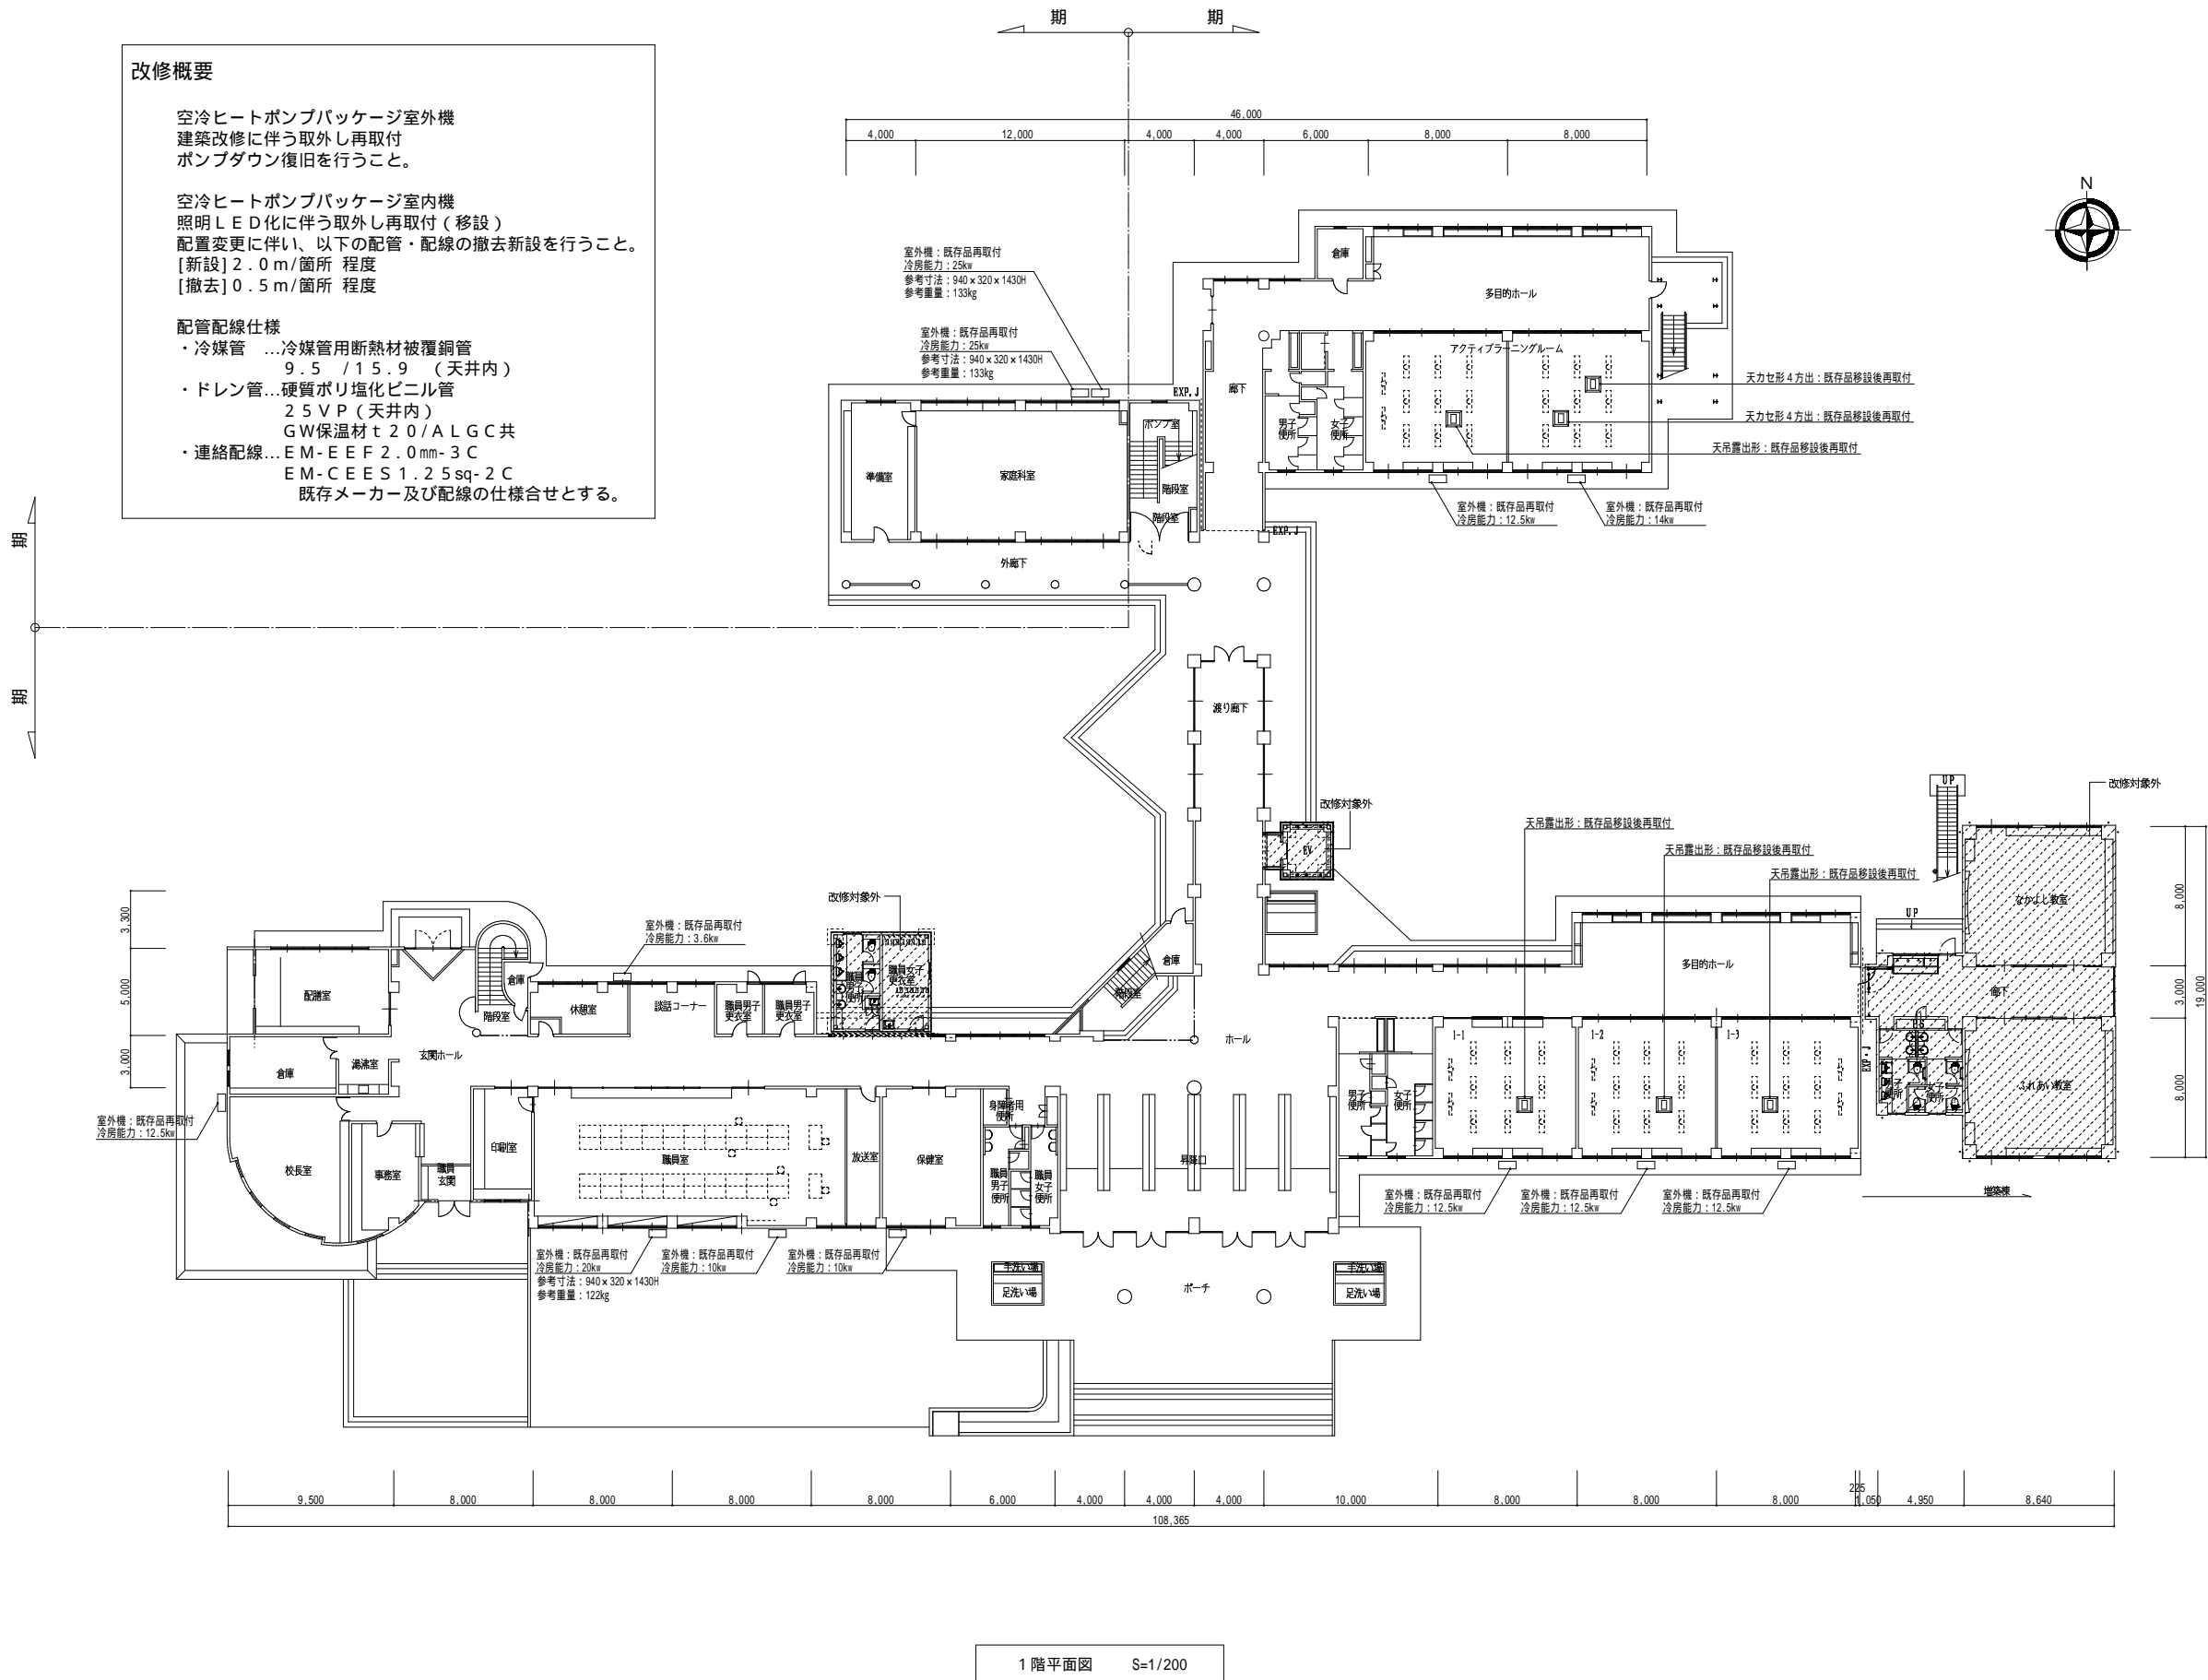 期
期
改修概要
空冷ヒートポンプパッケージ室外機
建築改修に伴う取外し再取付
ポンプダウン復旧を行うこと。
空冷ヒートポンプパッケージ室内機
照明ＬＥＤ化に伴う取外し再取付（移設）
配置変更に伴い、以下の配管・配線の撤去新設を行うこと。
[新設]２.０ｍ/箇所 程度
[撤去]０.５ｍ/箇所 程度
配管配線仕様
・冷媒管 …冷媒管用断熱材被覆銅管
９.５ /１５.９ （天井内）
・ドレン管…硬質ポリ塩化ビニル管
２５ＶＰ（天井内）
ＧＷ保温材ｔ２０/ＡＬＧＣ共
・連絡配線…ＥＭ-ＥＥＦ２.０㎜-３Ｃ
ＥＭ-ＣＥＥＳ１.２５sq-２Ｃ
既存メーカー及び配線の仕様合せとする。
46,000
4,000
12,000
4,000
4,000
6,000
8,000
8,000
N
室外機：既存品再取付
冷房能力：25kw
参考寸法：940×320×1430H
参考重量：133kg
室外機：既存品再取付
冷房能力：25kw
参考寸法：940×320×1430H
参考重量：133kg
倉庫
多目的ホール
アクティブラーニングルーム
天カセ形４方出：既存品移設後再取付
天カセ形４方出：既存品移設後再取付
天吊露出形：既存品移設後再取付
EXP.J
廊下
男子
便所
女子
便所
ポンプ室
準備室
家庭科室
階段室
階段室
EXP.J
外廊下
室外機：既存品再取付
冷房能力：12.5kw
室外機：既存品再取付
冷房能力：14kw
期
期
渡り廊下
改修対象外
EV
UP
改修対象外
天吊露出形：既存品移設後再取付
天吊露出形：既存品移設後再取付
天吊露出形：既存品移設後再取付
なかよし教室
UP
8,000
3,000
8,000
19,000
3,300
5,000
3,000
改修対象外
室外機：既存品再取付
冷房能力：3.6kw
配膳室
倉庫
階段室
休憩室
談話コーナー
職員男子
更衣室
職員男子
更衣室
職員
男子
便所
職員女子
更衣室
倉庫
階段室
ホール
多目的ホール
廊下
PS
倉庫
湯沸室
玄関ホール
室外機：既存品再取付
冷房能力：12.5kw
校長室
事務室
職員
玄関
印刷室
職員室
放送室
保健室
身障者用
便所
職員
男子
便所
職員
女子
便所
昇降口
男子
便所
女子
便所
1-1
1-2
1-3
EXP.J
男子
便所
女子
便所
ふれあい教室
増築棟
室外機：既存品再取付
冷房能力：12.5kw
室外機：既存品再取付
冷房能力：12.5kw
室外機：既存品再取付
冷房能力：12.5kw
室外機：既存品再取付
冷房能力：20kw
参考寸法：940×320×1430H
参考重量：122kg
室外機：既存品再取付
冷房能力：10kw
室外機：既存品再取付
冷房能力：10kw
手洗い場
足洗い場
ポーチ
手洗い場
足洗い場
9,500
8,000
8,000
8,000
8,000
6,000
4,000
4,000
4,000
10,000
8,000
8,000
8,000
225
1,050
4,950
8,640
108,365
１階平面図 S=1/200